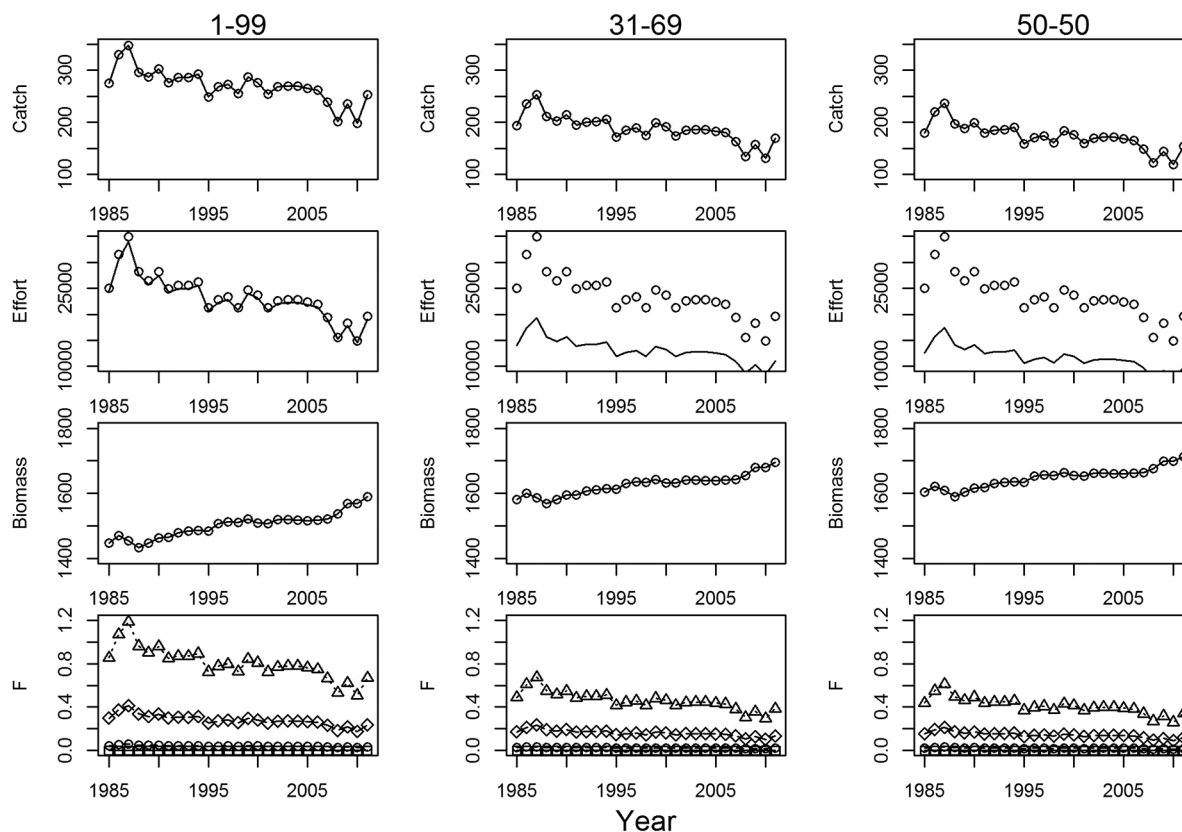 1-99 31-69 50-50
Catch 100 200 300 Catch 100 200 300 Catch 100 200 300
1985 1995 2005 1985 1995 2005 1985 1995 2005
Effort 10000 25000 Effort 10000 25000 Effort 10000 25000
1985 1995 2005 1985 1995 2005 1985 1995 2005
Biomass 1400 1600 1800 Biomass 1400 1600 1800 Biomass 1400 1600 1800
1985 1995 2005 1985 1995 2005 1985 1995 2005
F 0.0 0.4 0.8 1.2 F 0.0 0.4 0.8 1.2 F 0.0 0.4 0.8 1.2
1985 1995 2005 1985 1995 2005 1985 1995 2005
Year